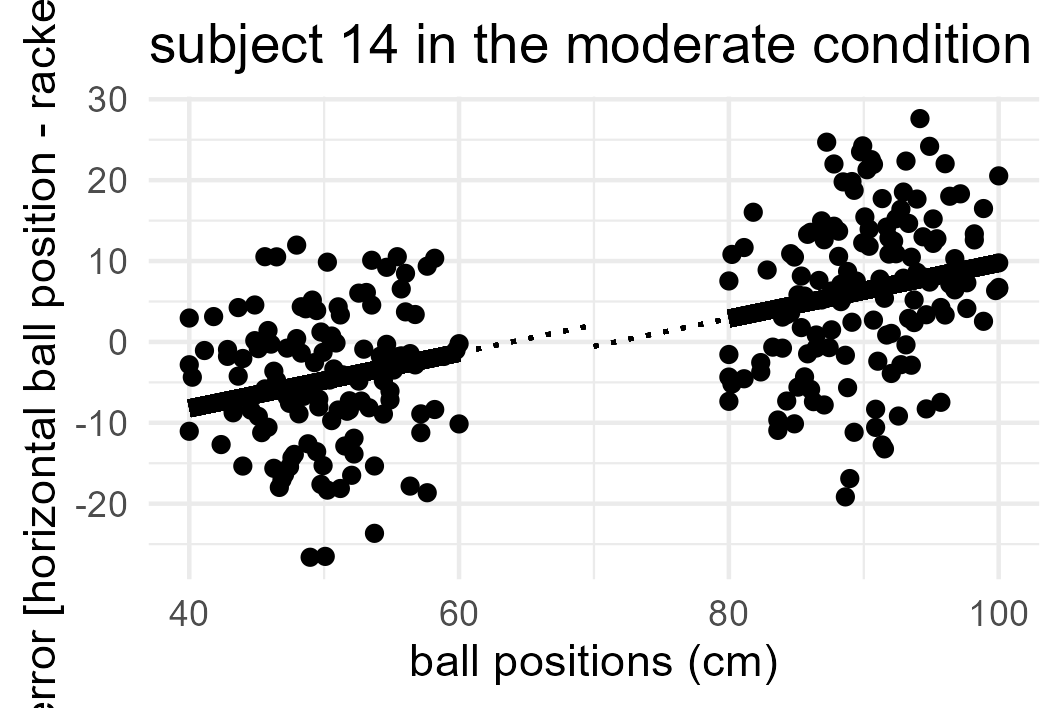 subject 14 in the moderate condition
error [horizontal ball position - racke
30
20
10
0
-10
-20
40 60 80 100
ball positions (cm)